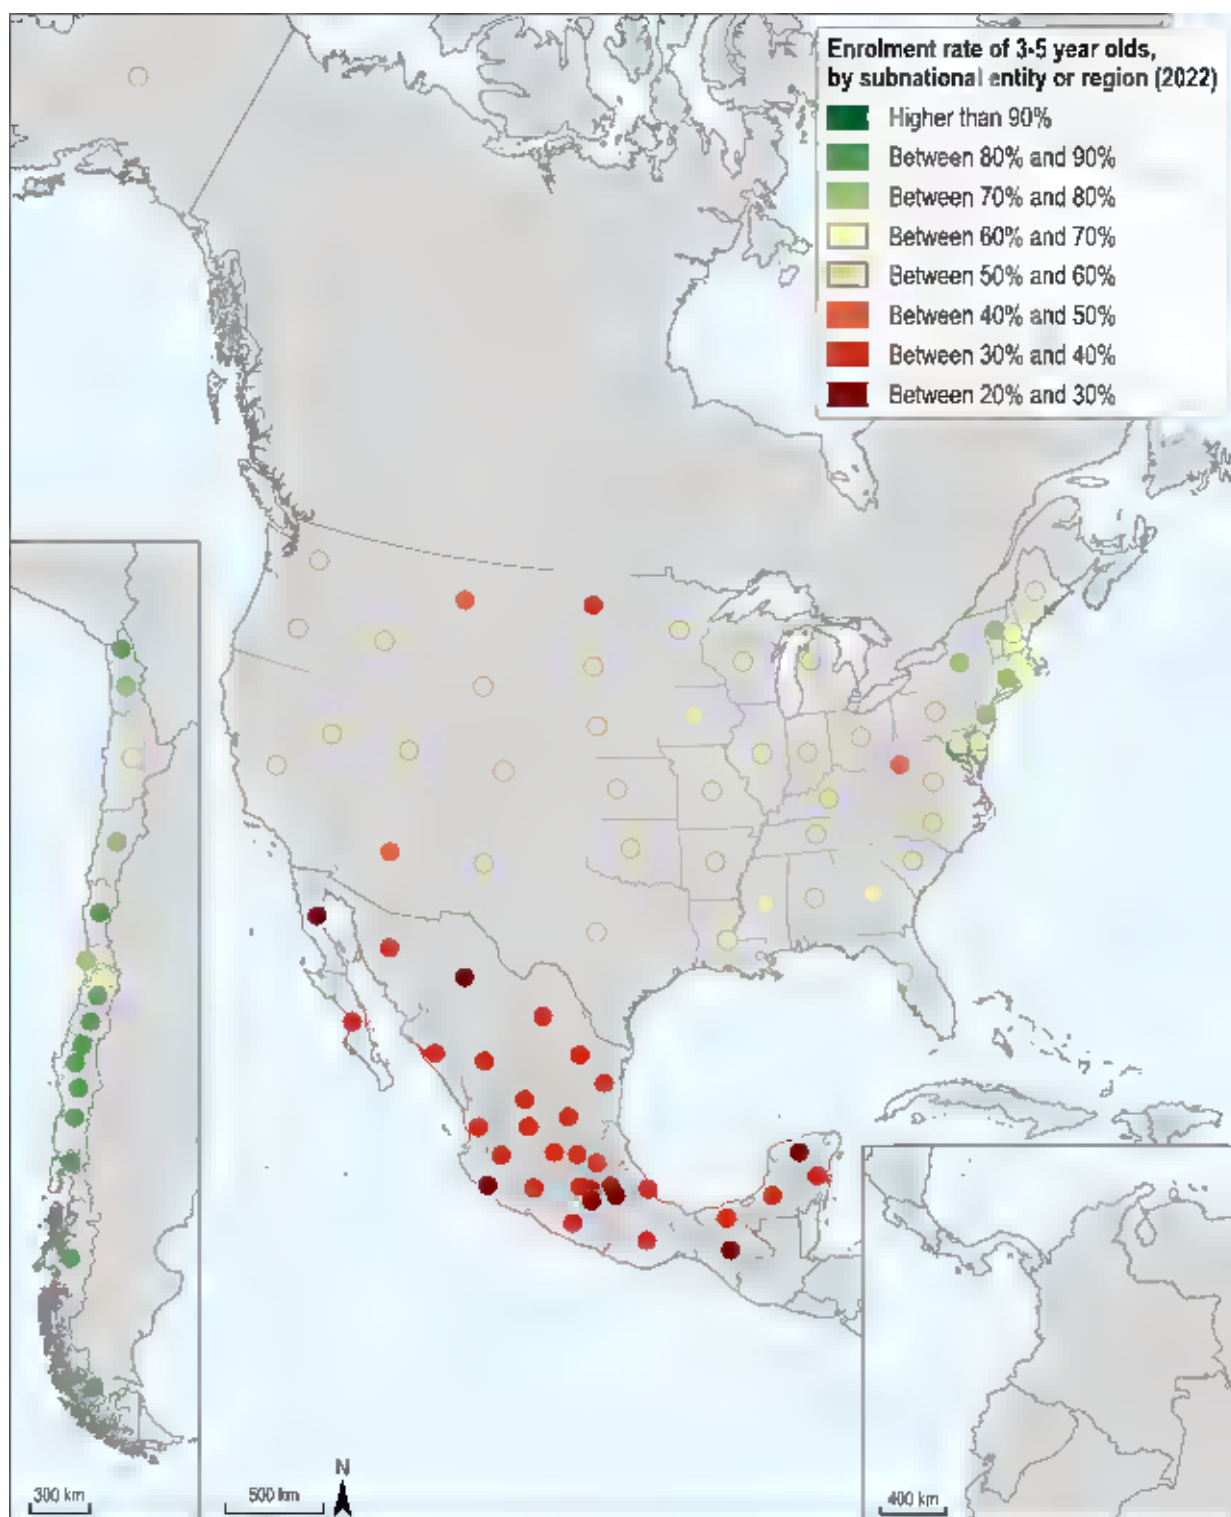 Enrolment rate of 3-5 year olds,
by subnational entity or region (2022)
Higher than 90%
Between 80% and 90%
Between 70% and 80%
Between 60% and 70%
Between 50% and 60%
Between 40% and 50%
Between 30% and 40%
Between 20% and 30%
N
300 km
500 km
400 km